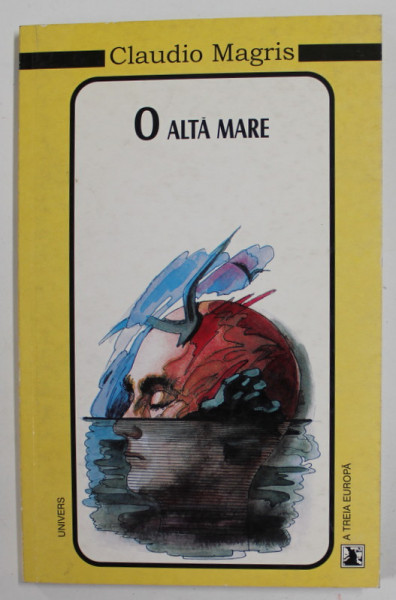 Claudio Magris
O ALTĂ MARE
UNIVERS
A TREIA EUROPĂ